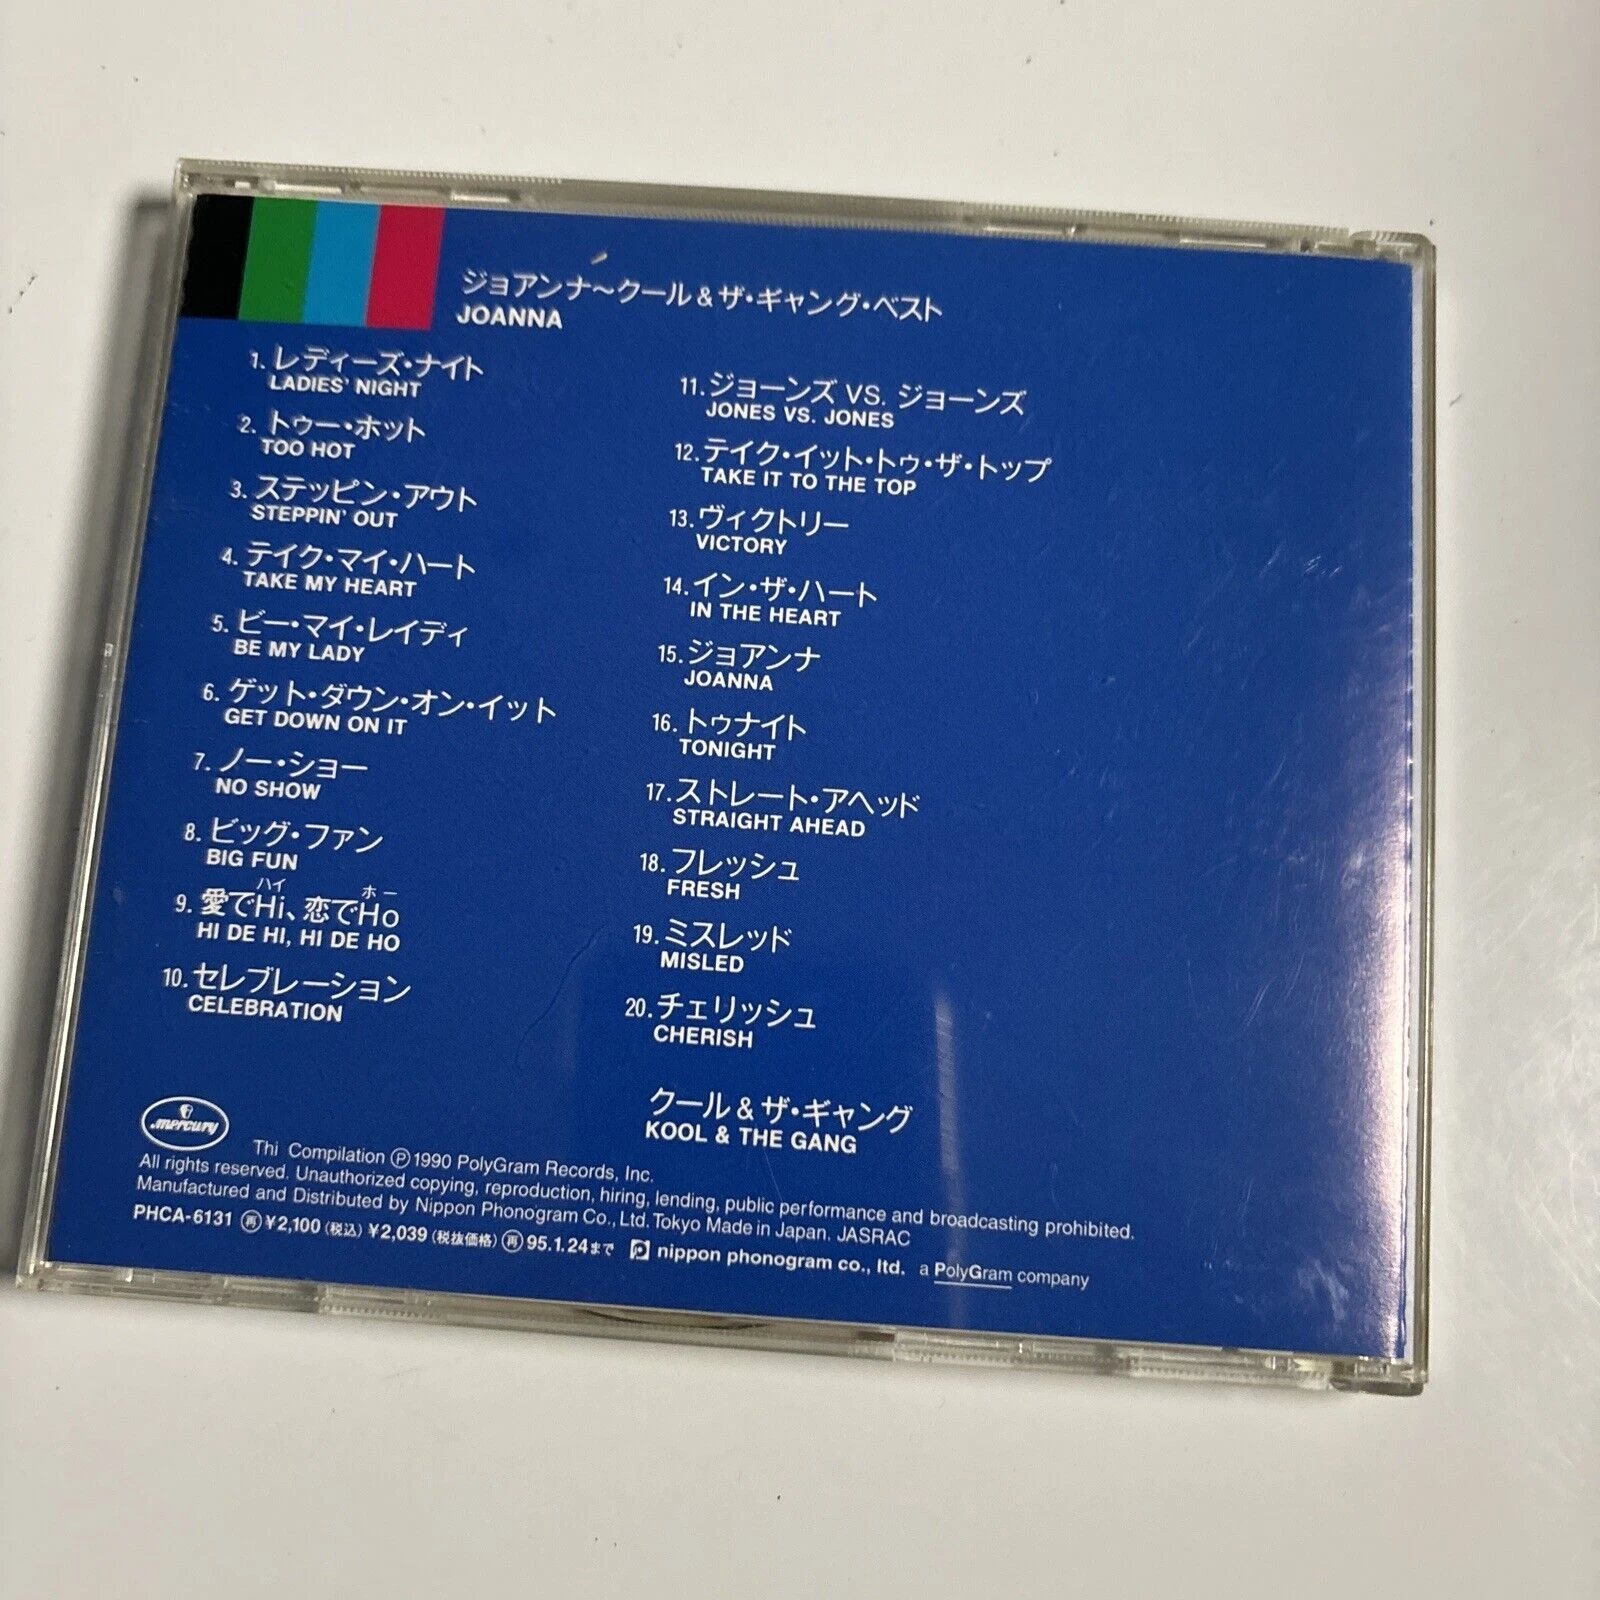 ジョアンナ〜クール&ザ・ギャング・ベスト
JOANNA
1. レディーズ・ナイト
LADIES' NIGHT
2. トゥー・ホット
TOO HOT
3. ステッピン・アウト
STEPPIN' OUT
4. テイク・マイ・ハート
TAKE MY HEART
5. ビー・マイ・レイディ
BE MY LADY
6. ゲット・ダウン・オン・イット
GET DOWN ON IT
7. ノー・ショー
NO SHOW
8. ビッグ・ファン
BIG FUN
ハイ ホー
9. 愛でHi、恋でHo
HI DE HI, HI DE HO
10. セレブレーション
CELEBRATION
11. ジョーンズ VS. ジョーンズ
JONES VS. JONES
12. テイク・イット・トゥ・ザ・トップ
TAKE IT TO THE TOP
13. ヴィクトリー
VICTORY
14. イン・ザ・ハート
IN THE HEART
15. ジョアンナ
JOANNA
16. トゥナイト
TONIGHT
17. ストレート・アヘッド
STRAIGHT AHEAD
18. フレッシュ
FRESH
19. ミスレッド
MISLED
20. チェリッシュ
CHERISH
クール&ザ・ギャング
KOOL & THE GANG
mercury
Thi Compilation ℗1990 PolyGram Records, Inc.
All rights reserved. Unauthorized copying, reproduction, hiring, lending, public performance and broadcasting prohibited.
Manufactured and Distributed by Nippon Phonogram Co., Ltd. Tokyo Made in Japan. JASRAC
PHCA-6131 再 ¥2,100 (税込) ¥2,039 (税抜価格) 再 95.1.24まで nippon phonogram co., ltd. a PolyGram company